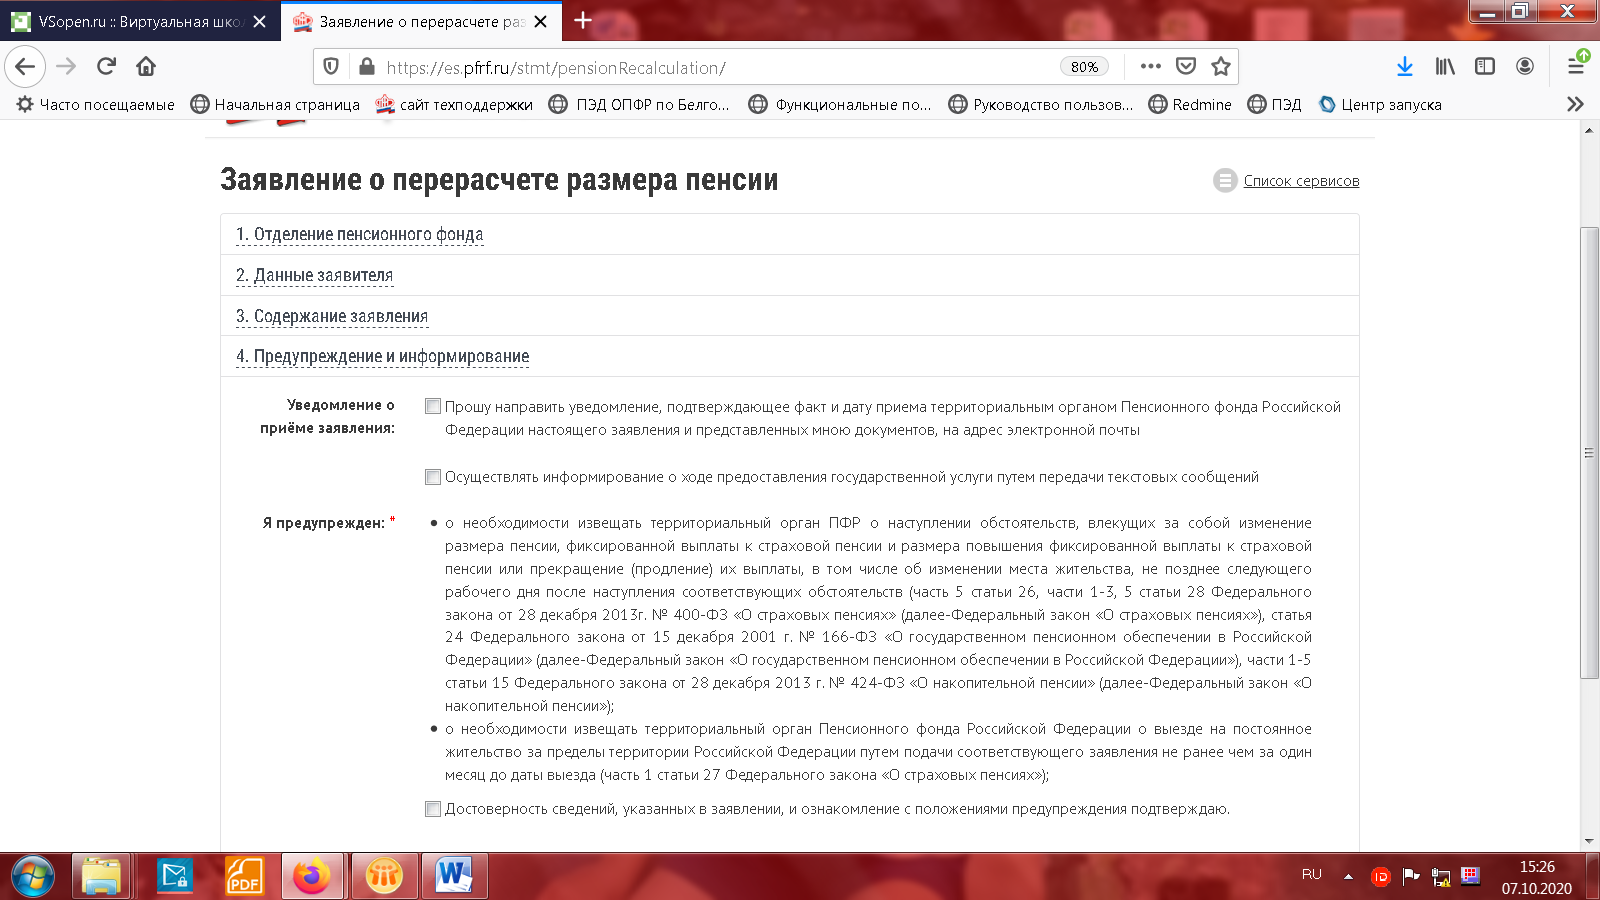 VSopen.ru :: Виртуальная шко
Заявление о перерасчете раз
https://es.pfrf.ru/stmt/pensionRecalculation/
80%
Часто посещаемые
Начальная страница
сайт техподдержки
ПЭД ОПФР по Белго...
Функциональные по...
Руководство пользов...
Redmine
ПЭД
Центр запуска
Заявление о перерасчете размера пенсии
Список сервисов
1. Отделение пенсионного фонда
2. Данные заявителя
3. Содержание заявления
4. Предупреждение и информирование
Уведомление о
приёме заявления:
Прошу направить уведомление, подтверждающее факт и дату приема территориальным органом Пенсионного фонда Российской
Федерации настоящего заявления и представленных мною документов, на адрес электронной почты
Осуществлять информирование о ходе предоставления государственной услуги путем передачи текстовых сообщений
Я предупрежден: *
• о необходимости извещать территориальный орган ПФР о наступлении обстоятельств, влекущих за собой изменение
размера пенсии, фиксированной выплаты к страховой пенсии и размера повышения фиксированной выплаты к страховой
пенсии или прекращение (продление) их выплаты, в том числе об изменении места жительства, не позднее следующего
рабочего дня после наступления соответствующих обстоятельств (часть 5 статьи 26, части 1-3, 5 статьи 28 Федерального
закона от 28 декабря 2013г. № 400-ФЗ «О страховых пенсиях» (далее-Федеральный закон «О страховых пенсиях»), статья
24 Федерального закона от 15 декабря 2001 г. № 166-ФЗ «О государственном пенсионном обеспечении в Российской
Федерации» (далее-Федеральный закон «О государственном пенсионном обеспечении в Российской Федерации»), части 1-5
статьи 15 Федерального закона от 28 декабря 2013 г. № 424-ФЗ «О накопительной пенсии» (далее-Федеральный закон «О
накопительной пенсии»);
• о необходимости извещать территориальный орган Пенсионного фонда Российской Федерации о выезде на постоянное
жительство за пределы территории Российской Федерации путем подачи соответствующего заявления не ранее чем за один
месяц до даты выезда (часть 1 статьи 27 Федерального закона «О страховых пенсиях»);
Достоверность сведений, указанных в заявлении, и ознакомление с положениями предупреждения подтверждаю.
PDF
W
RU
iD
15:26
07.10.2020